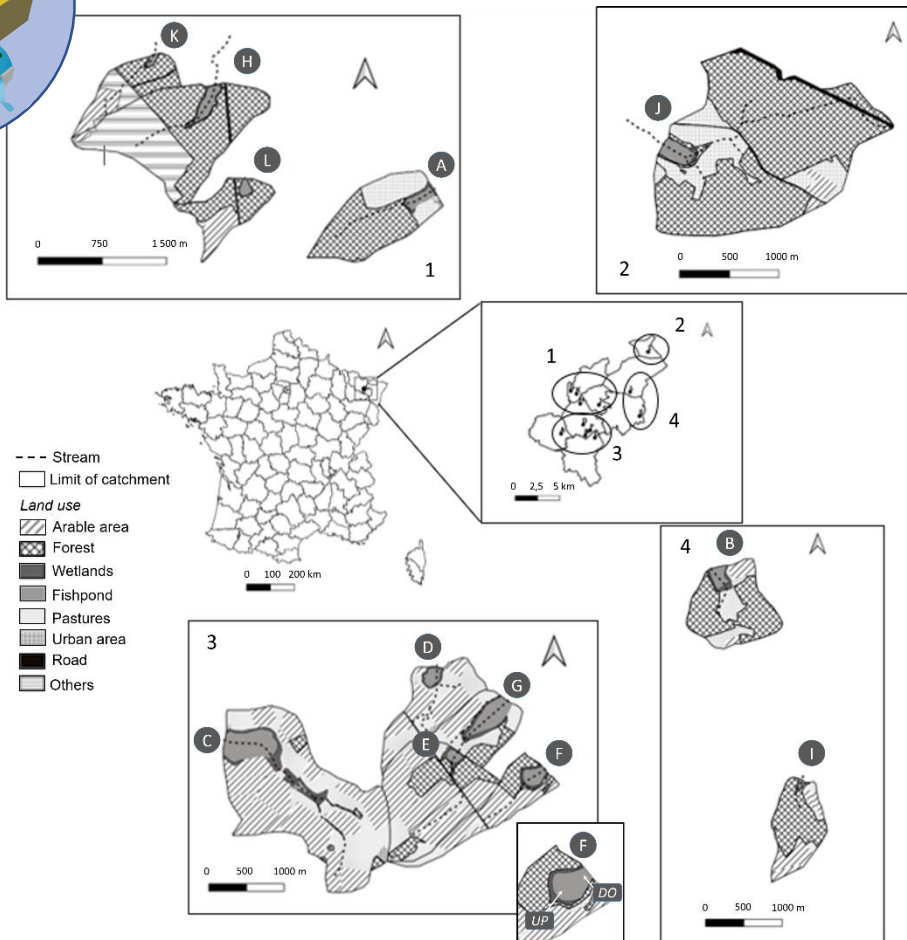 K
H
L
A
0 750 1 500 m
1
J
0 500 1000 m
2
1
2
3
4
0 2,5 5 km
0 100 200 km
Stream
Limit of catchment
Land use
Arable area
Forest
Wetlands
Fishpond
Pastures
Urban area
Road
Others
3
D
G
C
E
F
0 500 1000 m
F
DO
UP
4
B
I
0 500 1000 m